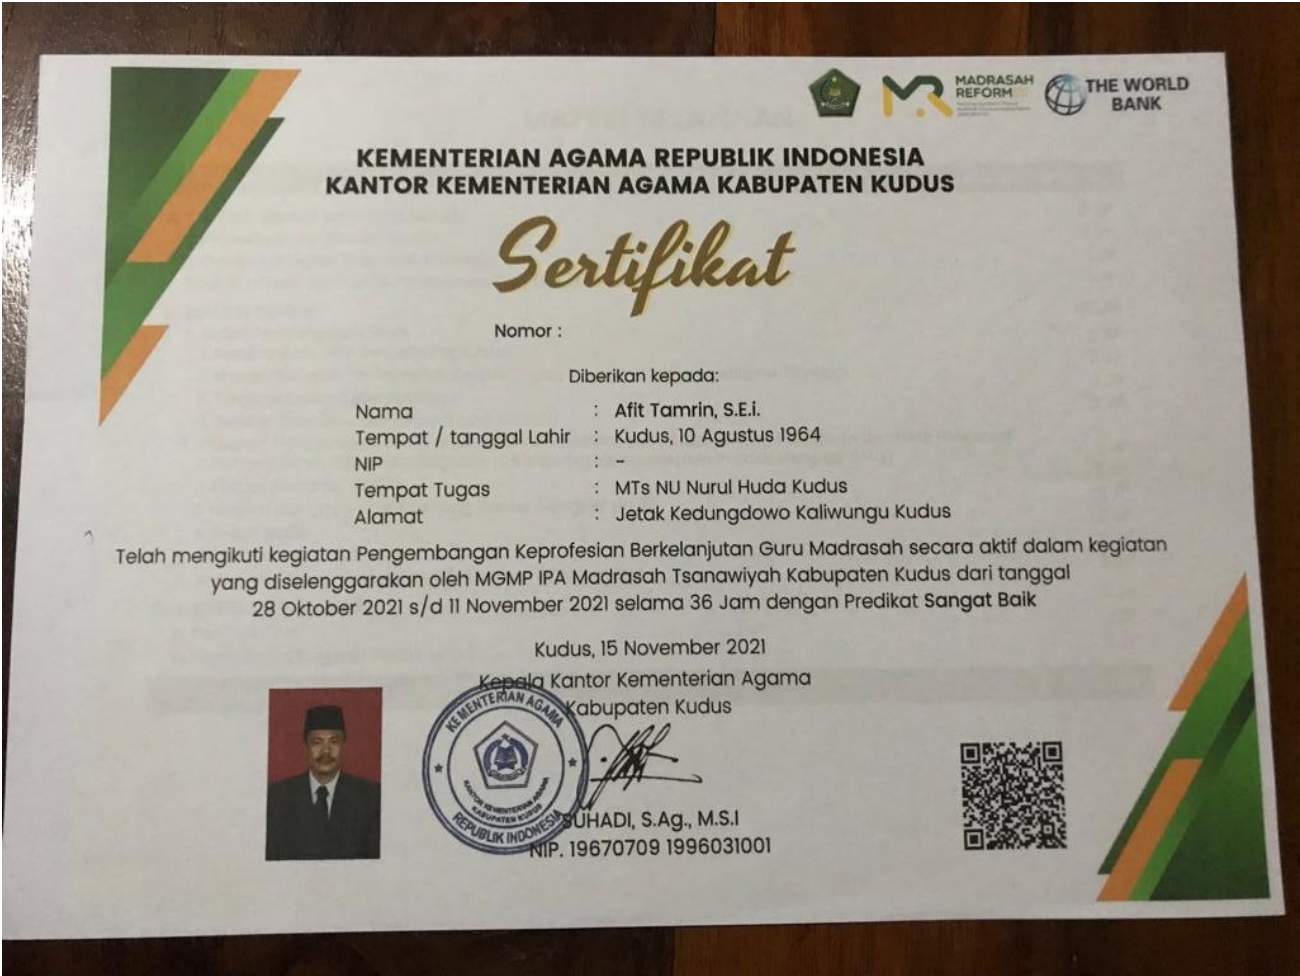 MADRASAH
REFORM
THE WORLD
BANK
KEMENTERIAN AGAMA REPUBLIK INDONESIA
KANTOR KEMENTERIAN AGAMA KABUPATEN KUDUS
Sertifikat
Nomor :
Diberikan kepada:
Nama : Afit Tamrin, S.E.i.
Tempat / tanggal Lahir : Kudus, 10 Agustus 1964
NIP : -
Tempat Tugas : MTs NU Nurul Huda Kudus
Alamat : Jetak Kedungdowo Kaliwungu Kudus
Telah mengikuti kegiatan Pengembangan Keprofesian Berkelanjutan Guru Madrasah secara aktif dalam kegiatan
yang diselenggarakan oleh MGMP IPA Madrasah Tsanawiyah Kabupaten Kudus dari tanggal
28 Oktober 2021 s/d 11 November 2021 selama 36 Jam dengan Predikat Sangat Baik
Kudus, 15 November 2021
Kepala Kantor Kementerian Agama
Kabupaten Kudus
KEMENTERIAN AGAMA
KANTOR KEMENTERIAN AGAMA
KABUPATEN KUDUS
REPUBLIK INDONESIA
SUHADI, S.Ag., M.S.I
NIP. 19670709 1996031001